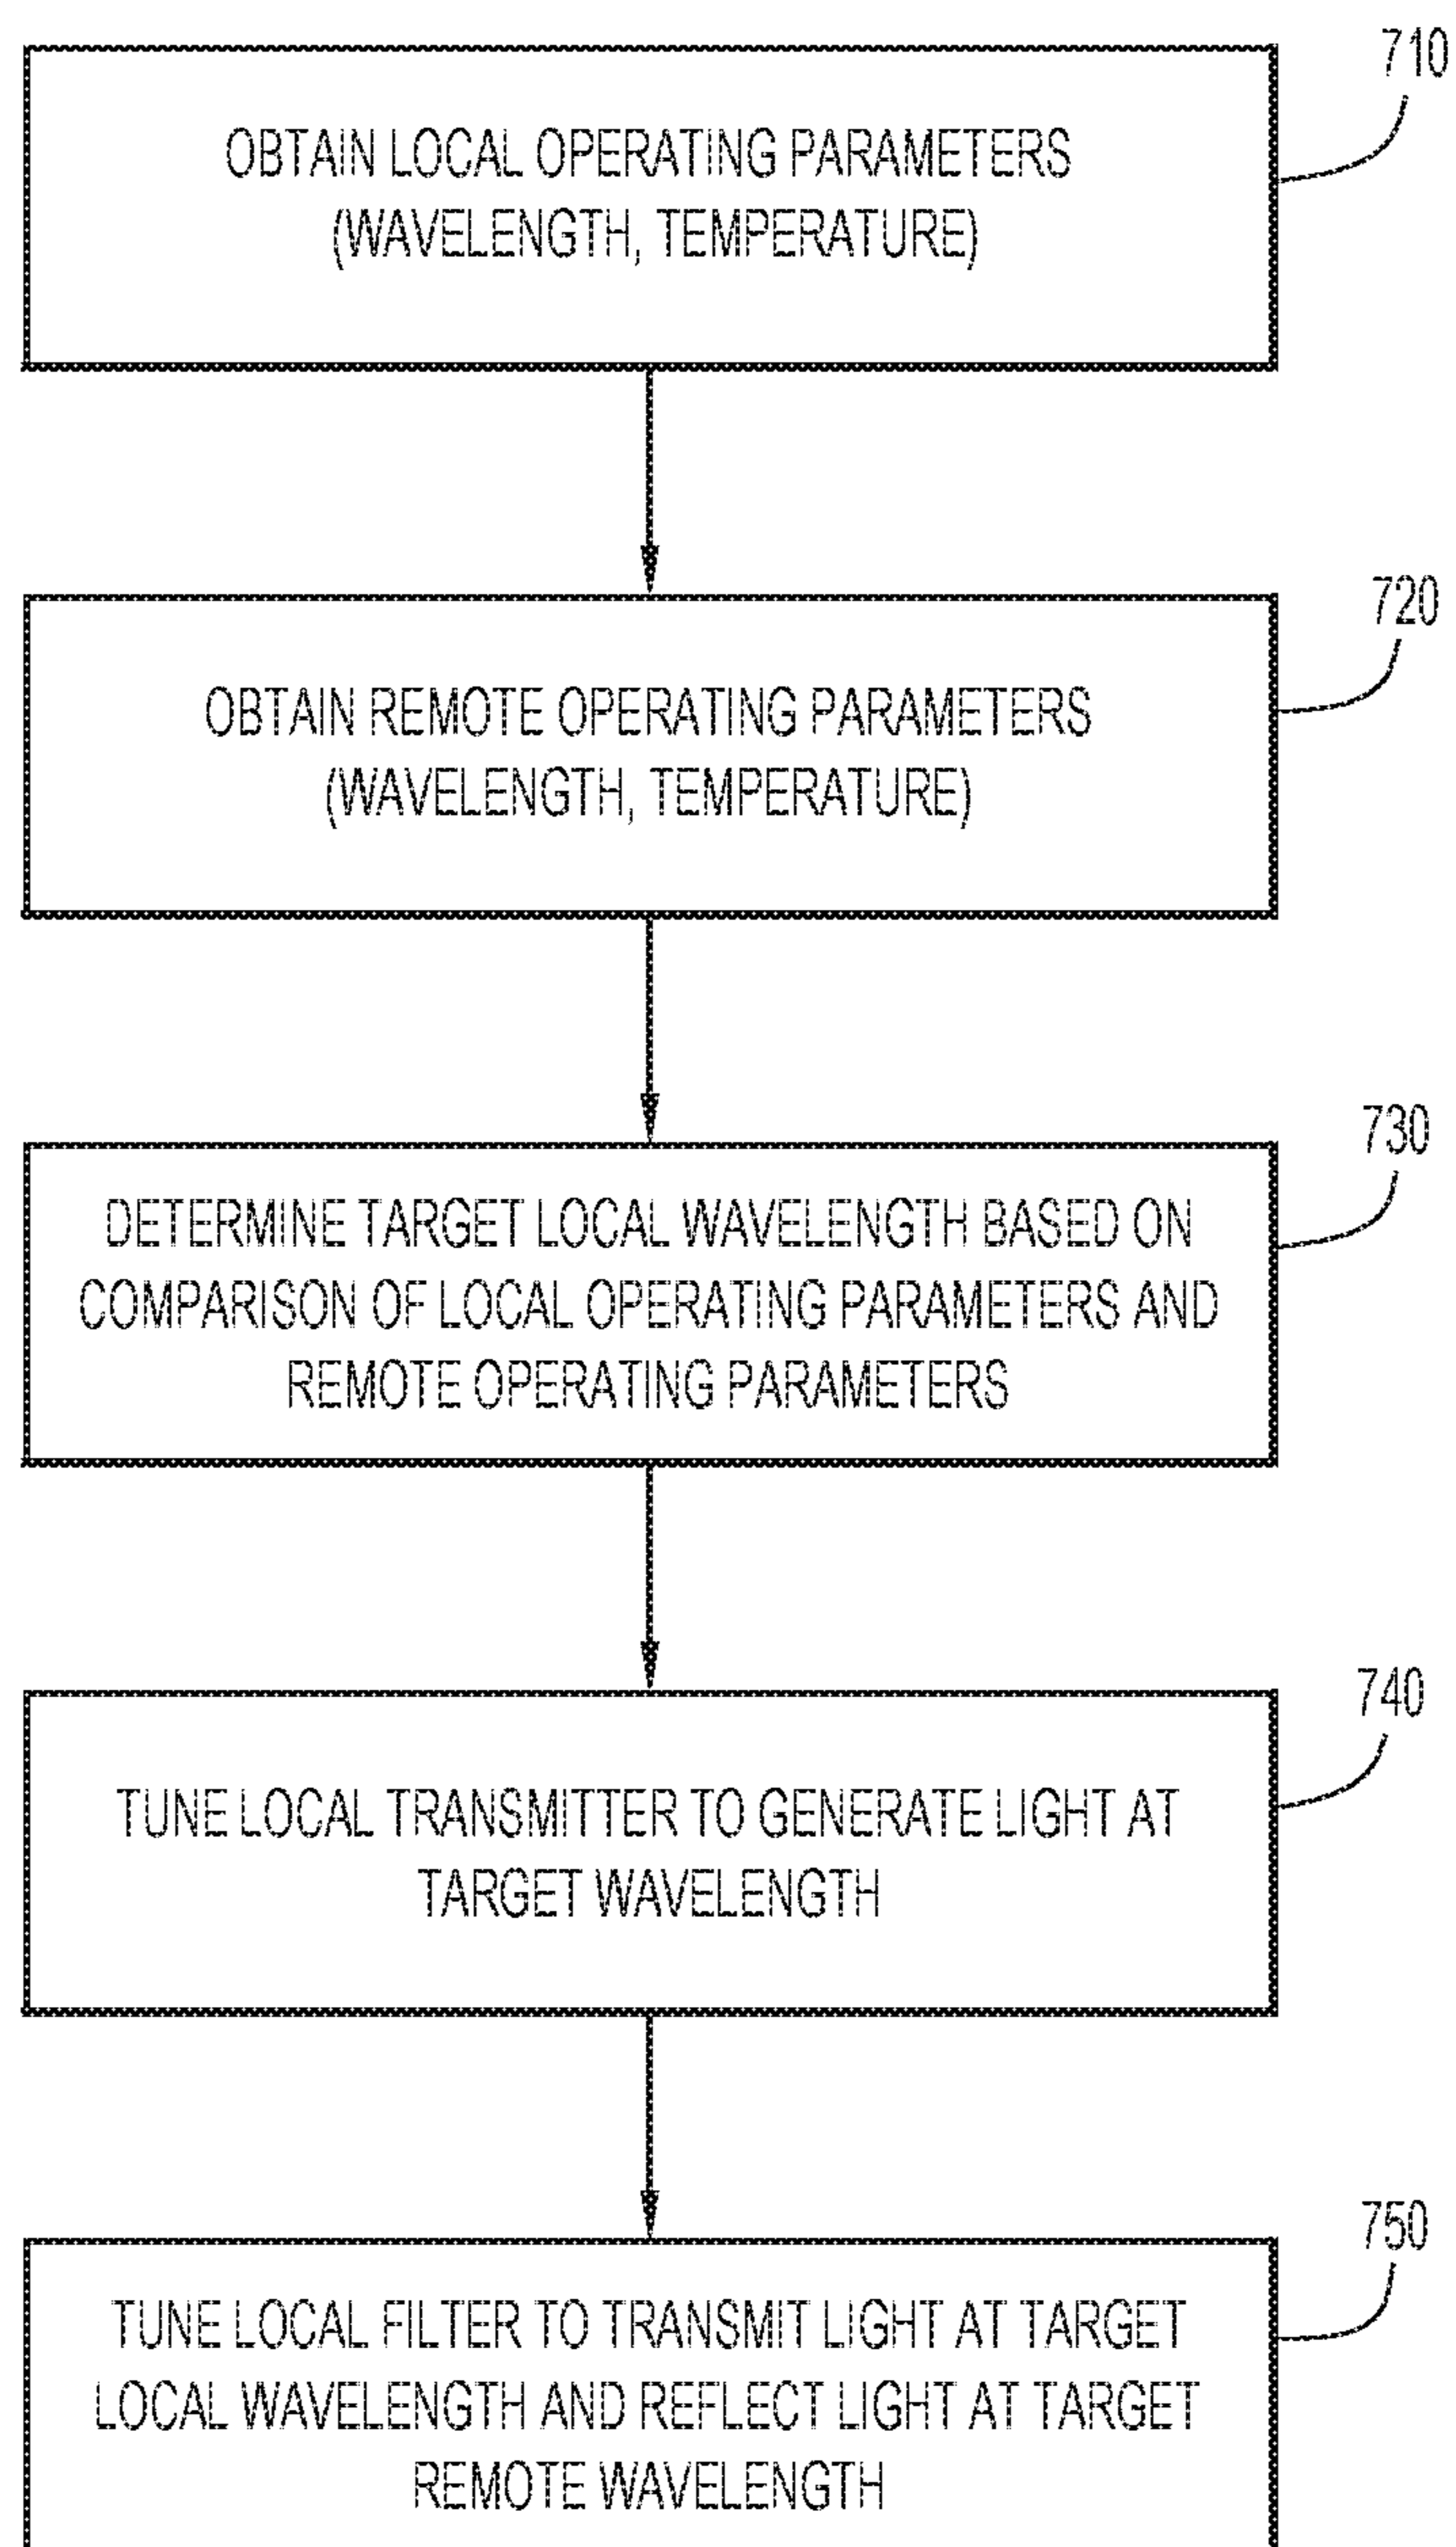 710
OBTAIN LOCAL OPERATING PARAMETERS
(WAVELENGTH, TEMPERATURE)
720
OBTAIN REMOTE OPERATING PARAMETERS
(WAVELENGTH, TEMPERATURE)
730
DETERMINE TARGET LOCAL WAVELENGTH BASED ON
COMPARISON OF LOCAL OPERATING PARAMETERS AND
REMOTE OPERATING PARAMETERS
740
TUNE LOCAL TRANSMITTER TO GENERATE LIGHT AT
TARGET WAVELENGTH
750
TUNE LOCAL FILTER TO TRANSMIT LIGHT AT TARGET
LOCAL WAVELENGTH AND REFLECT LIGHT AT TARGET
REMOTE WAVELENGTH